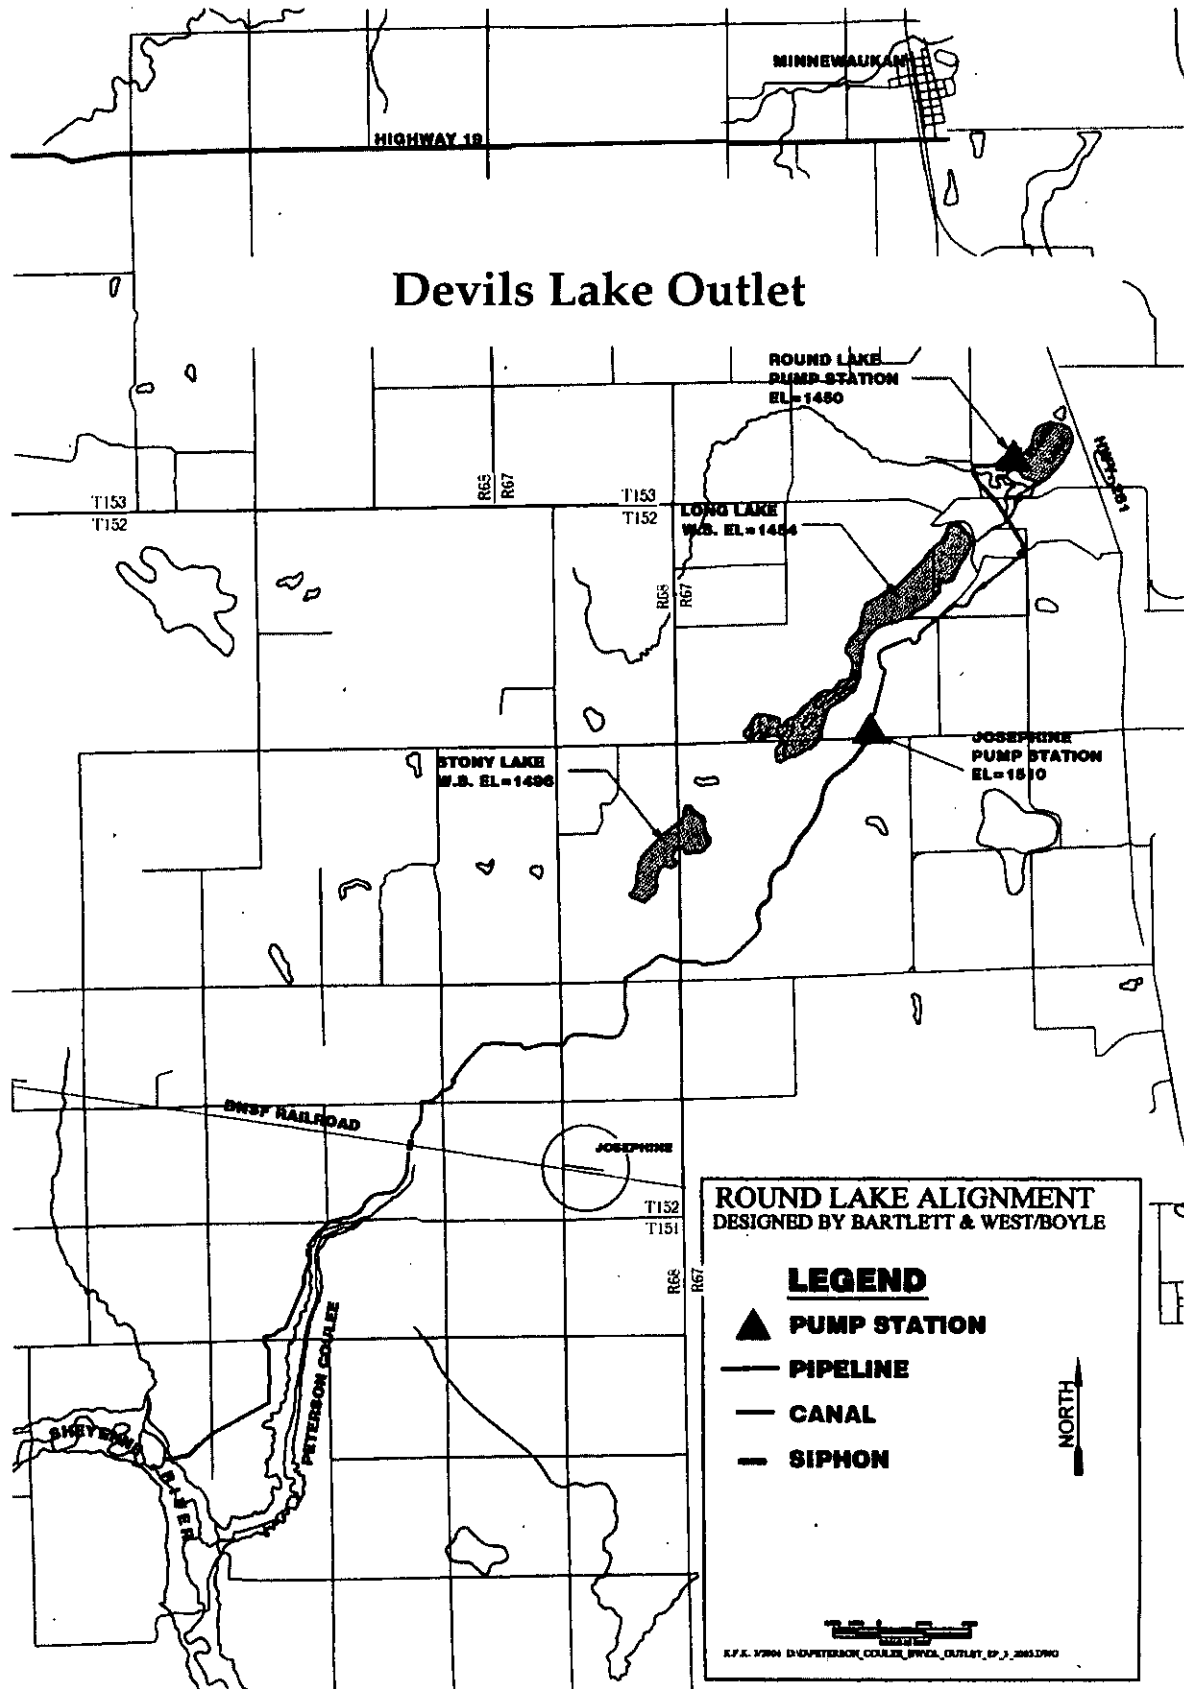 MINNEWAUKAN
HIGHWAY 19
Devils Lake Outlet
ROUND LAKE
PUMP STATION
EL=1450
HWY. 281
R68 R67
T153
T152
T153
T152
LONG LAKE
W.S. EL=1454
R68 R67
JOSEPHINE
PUMP STATION
EL=1510
STONY LAKE
W.S. EL=1496
BNSF RAILROAD
JOSEPHINE
T152
T151
R68 R67
PETERSON COULEE
SHEYENNE
RIVER
ROUND LAKE ALIGNMENT
DESIGNED BY BARTLETT & WEST/BOYLE
LEGEND
PUMP STATION
PIPELINE
CANAL
SIPHON
NORTH